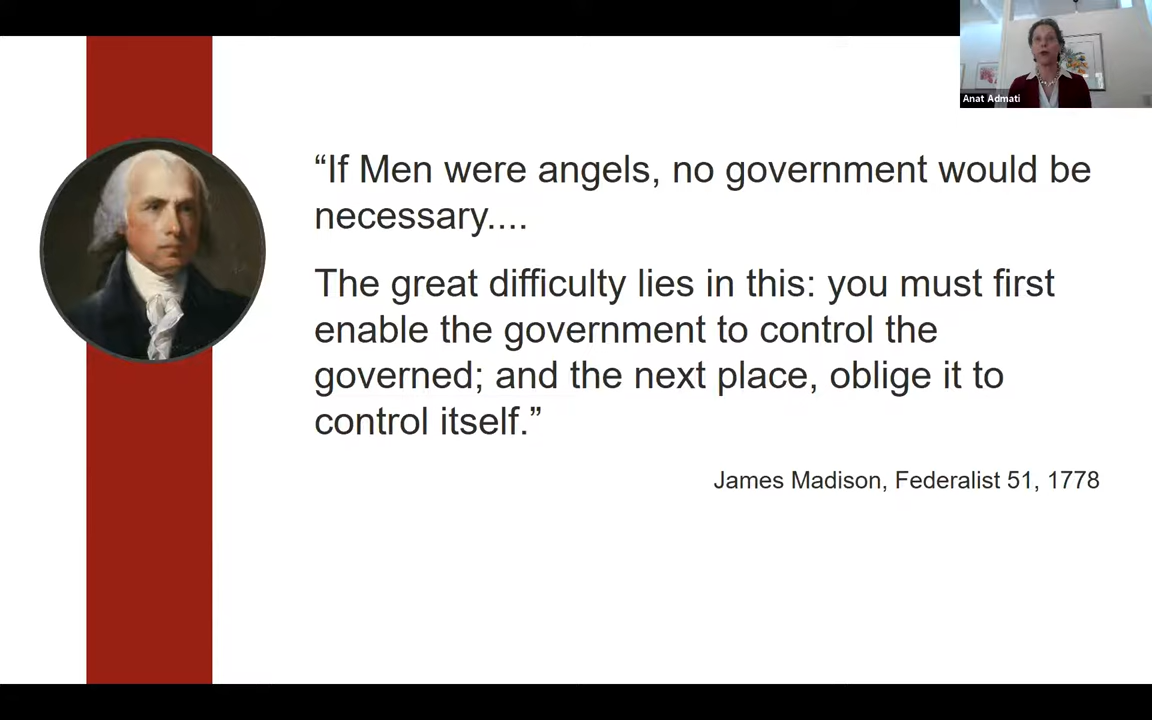 Anat Admati
“If Men were angels, no government would be
necessary....
The great difficulty lies in this: you must first
enable the government to control the
governed; and the next place, oblige it to
control itself.”
James Madison, Federalist 51, 1778